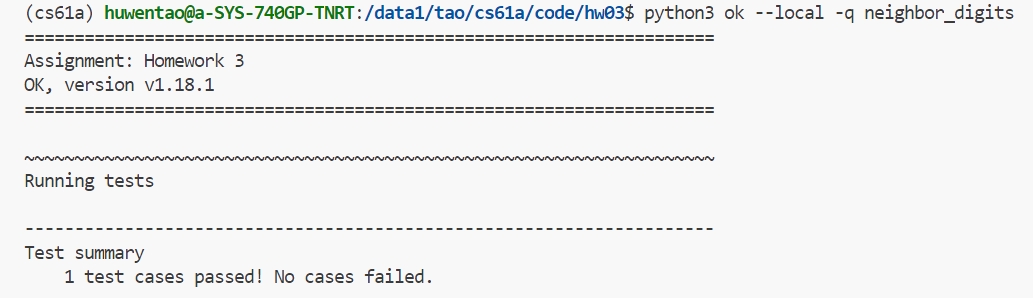 (cs61a) huwentao@a-SYS-740GP-TNRT:/data1/tao/cs61a/code/hw03$ python3 ok --local -q neighbor_digits
=====================================================================
Assignment: Homework 3
OK, version v1.18.1
=====================================================================
~~~~~~~~~~~~~~~~~~~~~~~~~~~~~~~~~~~~~~~~~~~~~~~~~~~~~~~~~~~~~~~~~~~~~
Running tests
---------------------------------------------------------------------
Test summary
    1 test cases passed! No cases failed.